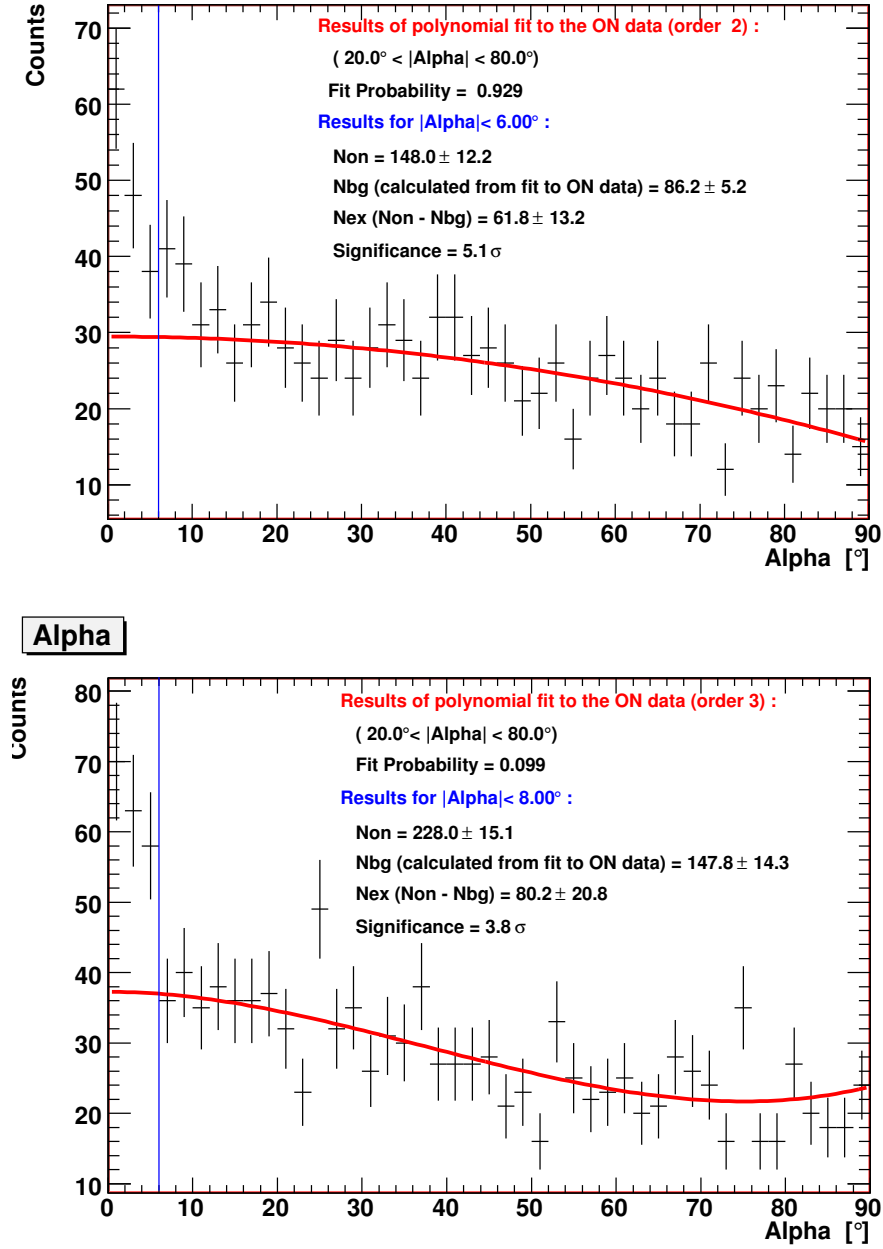 Counts
70
60
50
40
30
20
10
Results of polynomial fit to the ON data (order 2) :
( 20.0° < |Alpha| < 80.0°)
Fit Probability = 0.929
Results for |Alpha|< 6.00° :
Non = 148.0 ± 12.2
Nbg (calculated from fit to ON data) = 86.2 ± 5.2
Nex (Non - Nbg) = 61.8 ± 13.2
Significance = 5.1 σ
0 10 20 30 40 50 60 70 80 90
Alpha [°]
Alpha
Counts
80
70
60
50
40
30
20
10
Results of polynomial fit to the ON data (order 3) :
( 20.0°< |Alpha| < 80.0°)
Fit Probability = 0.099
Results for |Alpha|< 8.00° :
Non = 228.0 ± 15.1
Nbg (calculated from fit to ON data) = 147.8 ± 14.3
Nex (Non - Nbg) = 80.2 ± 20.8
Significance = 3.8 σ
0 10 20 30 40 50 60 70 80 90
Alpha [°]